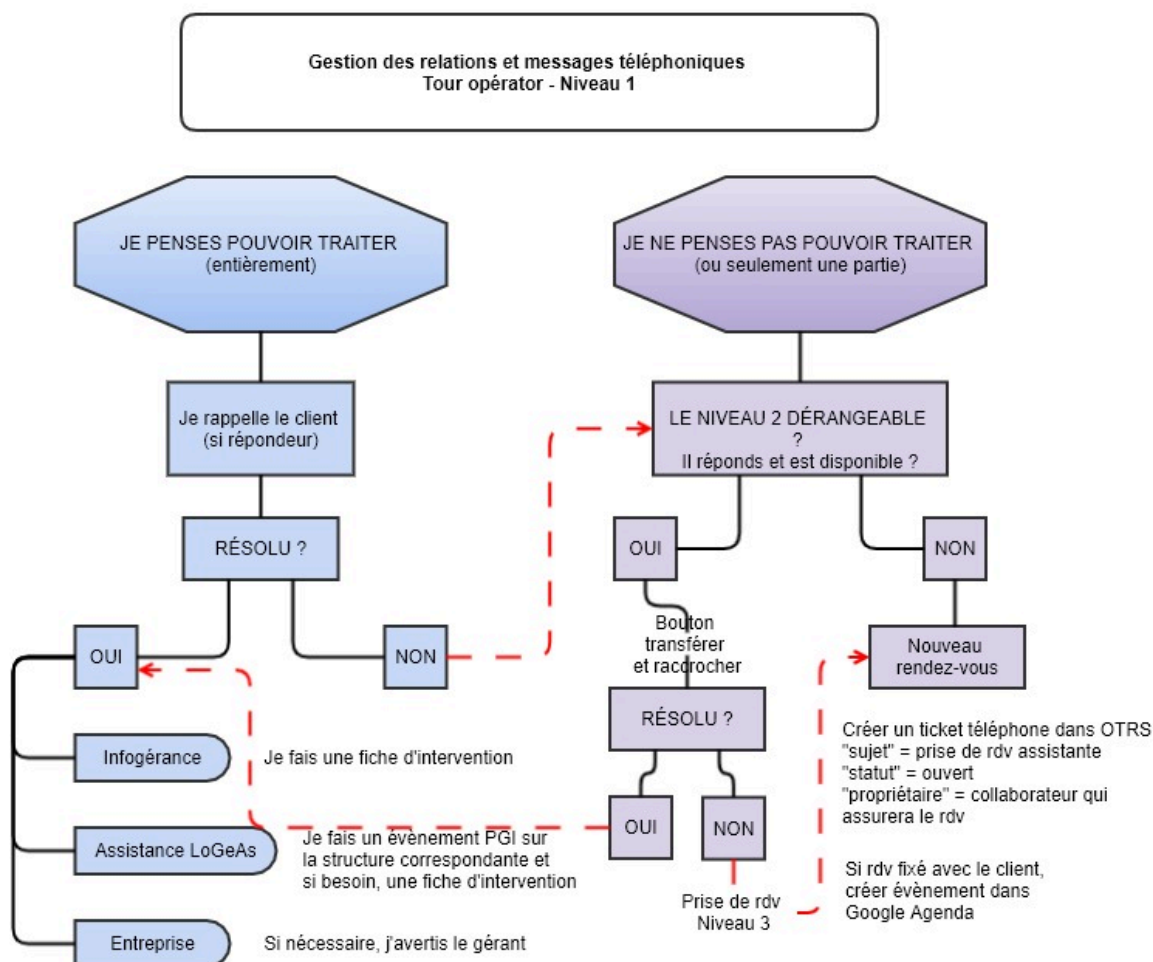 Gestion des relations et messages téléphoniques
Tour opérator - Niveau 1
JE PENSES POUVOIR TRAITER
(entièrement)
JE NE PENSES PAS POUVOIR TRAITER
(ou seulement une partie)
Je rappelle le client
(si répondeur)
LE NIVEAU 2 DÉRANGEABLE
?
Il réponds et est disponible ?
RÉSOLU ?
OUI
NON
OUI
NON
Bouton
transférer
et raccrocher
Nouveau
rendez-vous
RÉSOLU ?
Infogérance
Je fais une fiche d'intervention
Créer un ticket téléphone dans OTRS
"sujet" = prise de rdv assistante
"statut" = ouvert
"propriétaire" = collaborateur qui
assurera le rdv
OUI
NON
Assistance LoGeAs
Je fais un évènement PGI sur
la structure correspondante et
si besoin, une fiche d'intervention
Si rdv fixé avec le client,
créer évènement dans
Google Agenda
Prise de rdv
Niveau 3
Entreprise
Si nécessaire, j'avertis le gérant